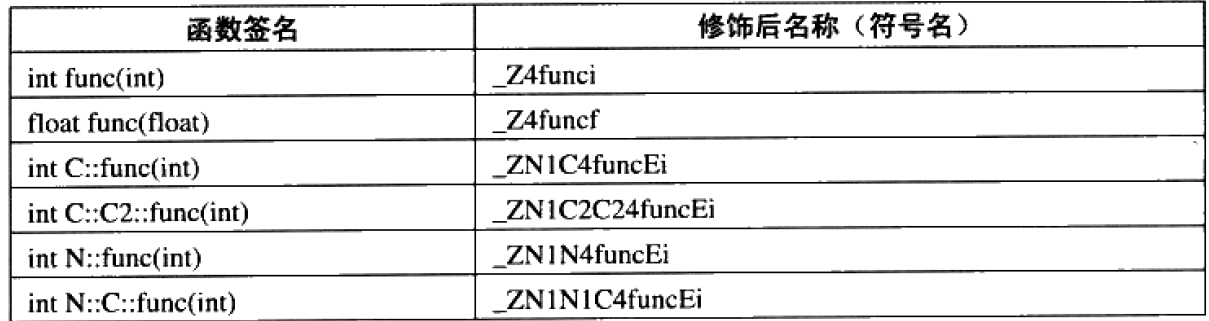 函数签名 修饰后名称（符号名）
int func(int) _Z4funci
float func(float) _Z4funcf
int C::func(int) _ZN1C4funcEi
int C::C2::func(int) _ZN1C2C24funcEi
int N::func(int) _ZN1N4funcEi
int N::C::func(int) _ZN1N1C4funcEi